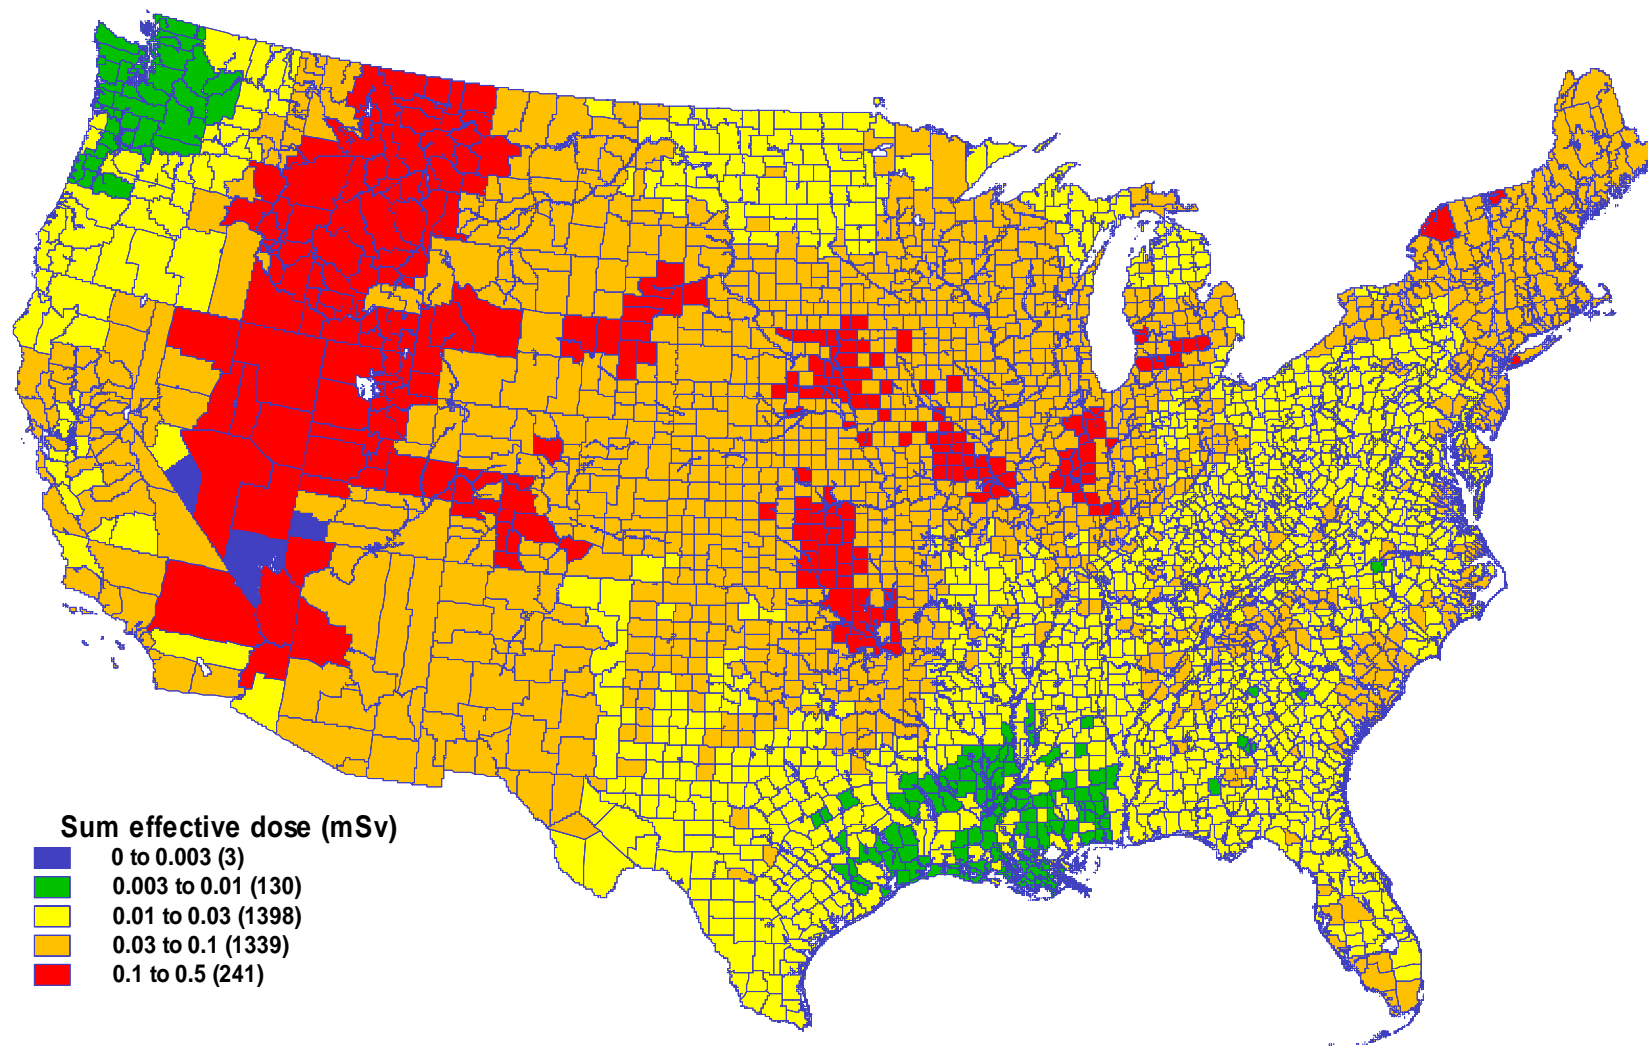 Sum effective dose (mSv)
0 to 0.003 (3)
0.003 to 0.01 (130)
0.01 to 0.03 (1398)
0.03 to 0.1 (1339)
0.1 to 0.5 (241)